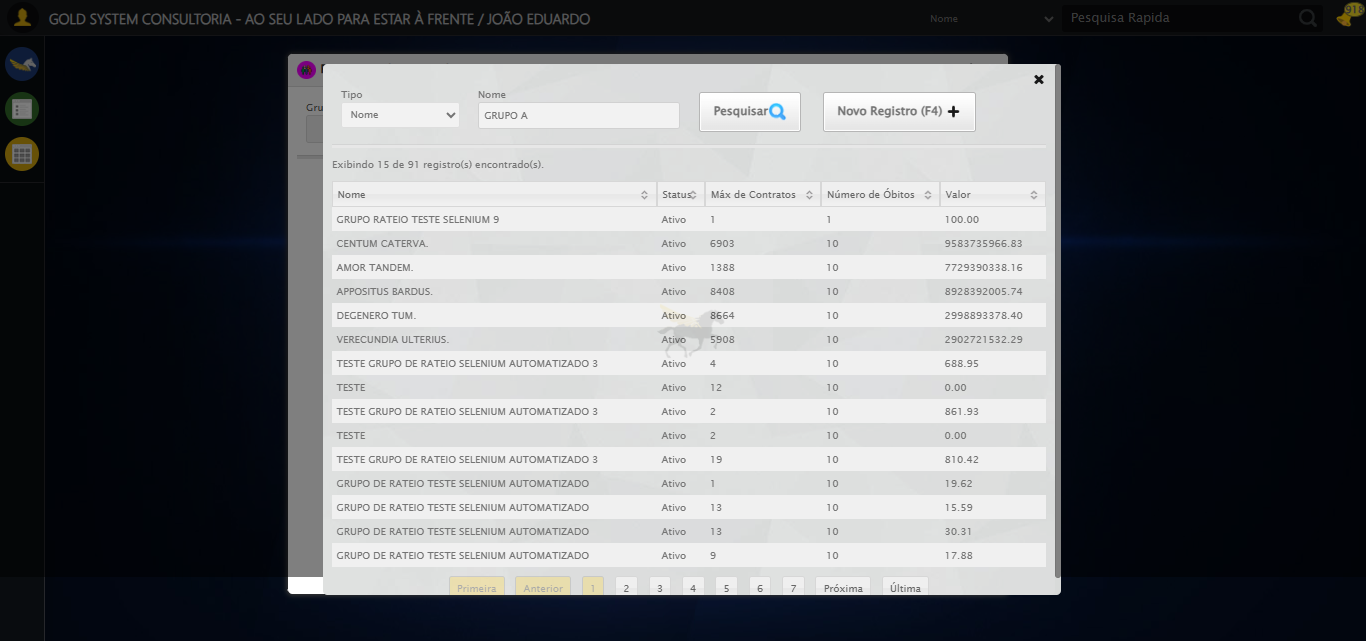 GOLD SYSTEM CONSULTORIA - AO SEU LADO PARA ESTAR À FRENTE / JOÃO EDUARDO
Nome
Pesquisa Rapida
918
Gru
Tipo
Nome
Nome
GRUPO A
Pesquisar
Novo Registro (F4)
Exibindo 15 de 91 registro(s) encontrado(s).
Nome Status Máx de Contratos Número de Óbitos Valor
GRUPO RATEIO TESTE SELENIUM 9 Ativo 1 1 100.00
CENTUM CATERVA. Ativo 6903 10 9583735966.83
AMOR TANDEM. Ativo 1388 10 7729390338.16
APPOSITUS BARDUS. Ativo 8408 10 8928392005.74
DEGENERO TUM. Ativo 8664 10 2998893378.40
VERECUNDIA ULTERIUS. Ativo 5908 10 2902721532.29
TESTE GRUPO DE RATEIO SELENIUM AUTOMATIZADO 3 Ativo 4 10 688.95
TESTE Ativo 12 10 0.00
TESTE GRUPO DE RATEIO SELENIUM AUTOMATIZADO 3 Ativo 2 10 861.93
TESTE Ativo 2 10 0.00
TESTE GRUPO DE RATEIO SELENIUM AUTOMATIZADO 3 Ativo 19 10 810.42
GRUPO DE RATEIO TESTE SELENIUM AUTOMATIZADO Ativo 1 10 19.62
GRUPO DE RATEIO TESTE SELENIUM AUTOMATIZADO Ativo 13 10 15.59
GRUPO DE RATEIO TESTE SELENIUM AUTOMATIZADO Ativo 13 10 30.31
GRUPO DE RATEIO TESTE SELENIUM AUTOMATIZADO Ativo 9 10 17.88
Primeira Anterior 1 2 3 4 5 6 7 Próxima Última